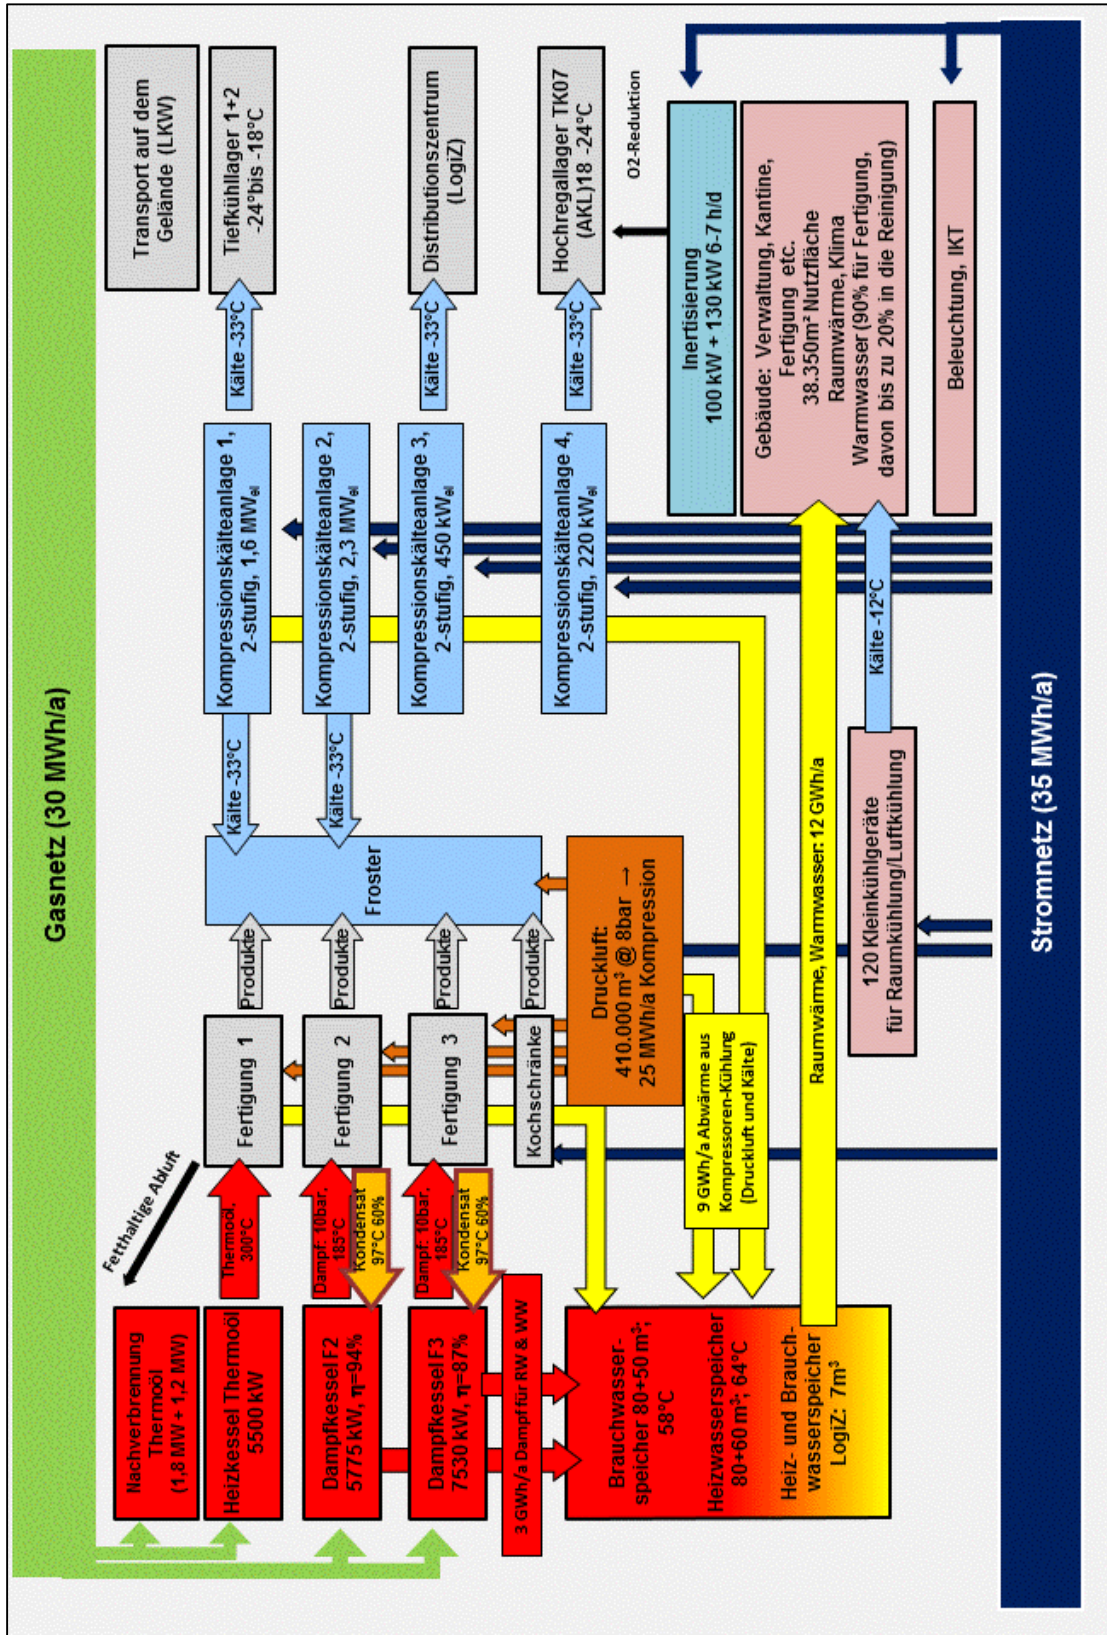 Gasnetz (30 MWh/a)
Nachverbrennung
Thermoöl
(1,8 MW + 1,2 MW)
Heizkessel Thermoöl
5500 kW
Dampfkessel F2
5775 kW, η=94%
Dampfkessel F3
7530 kW, η=87%
3 GWh/a Dampf für RW & WW
Brauchwasser-
speicher 80+50 m³;
58°C
Heizwasserspeicher
80+60 m³; 64°C
Heiz- und Brauch-
wasserspeicher
LogiZ: 7m³
Fetthaltige Abluft
Thermoöl,
300°C
Dampf: 10bar,
185°C
Kondensat
97°C 60%
Dampf: 10bar,
185°C
Kondensat
97°C 60%
Fertigung 1
Fertigung 2
Fertigung 3
Kochschränke
Produkte
Produkte
Produkte
Produkte
Froster
Druckluft:
410.000 m³ @ 8bar →
25 MWh/a Kompression
9 GWh/a Abwärme aus
Kompressoren-Kühlung
(Druckluft und Kälte)
Kälte -33°C
Kälte -33°C
Kompressionskälteanlage 1,
2-stufig, 1,6 MWel
Kompressionskälteanlage 2,
2-stufig, 2,3 MWel
Kompressionskälteanlage 3,
2-stufig, 450 kWel
Kompressionskälteanlage 4,
2-stufig, 220 kWel
Raumwärme, Warmwasser: 12 GWh/a
120 Kleinkühlgeräte
für Raumkühlung/Luftkühlung
Kälte -12°C
Kälte -33°C
Kälte -33°C
Kälte -33°C
Transport auf dem
Gelände (LKW)
Tiefkühllager 1+2
-24°bis -18°C
Distributionszentrum
(LogiZ)
Hochregallager TK07
(AKL)18 -24°C
O2-Reduktion
Inertisierung
100 kW + 130 kW 6-7 h/d
Gebäude: Verwaltung, Kantine,
Fertigung etc.
38.350m² Nutzfläche
Raumwärme, Klima
Warmwasser (90% für Fertigung,
davon bis zu 20% in die Reinigung)
Beleuchtung, IKT
Stromnetz (35 MWh/a)